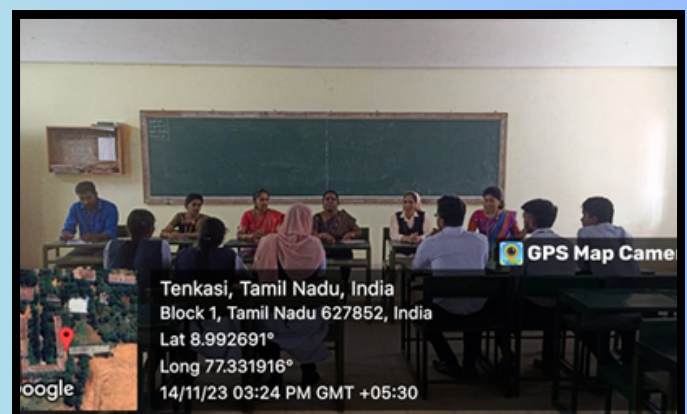 GPS Map Came
Tenkasi, Tamil Nadu, India
Block 1, Tamil Nadu 627852, India
Lat 8.992691°
Long 77.331916°
14/11/23 03:24 PM GMT +05:30
oogle